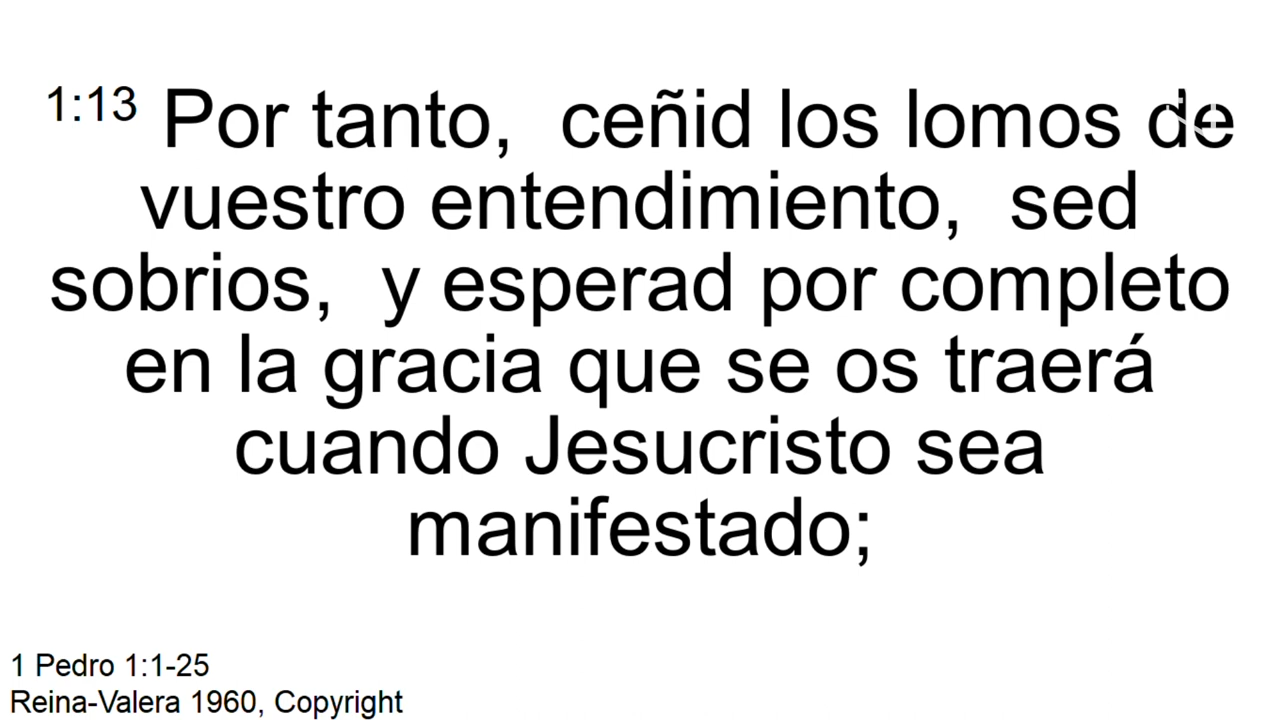 1:13 Por tanto, ceñid los lomos de
vuestro entendimiento, sed
sobrios, y esperad por completo
en la gracia que se os traerá
cuando Jesucristo sea
manifestado;
1 Pedro 1:1-25
Reina-Valera 1960, Copyright